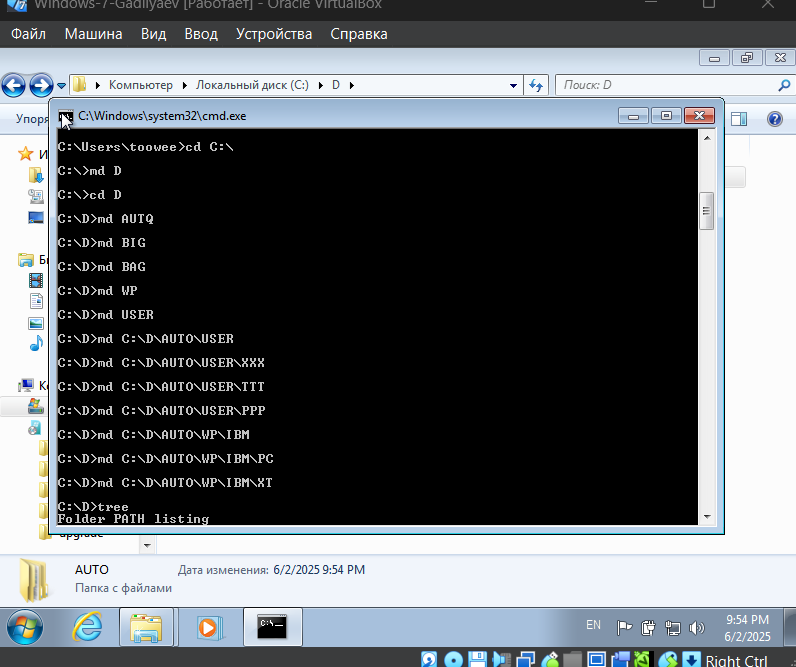 Windows-7-Gadilyaev [Работает] - Oracle VirtualBox
Файл Машина Вид Ввод Устройства Справка
Компьютер Локальный диск (C:) D
Поиск: D
Упоря
C:\Windows\system32\cmd.exe
C:\Users\toowee>cd C:\
C:\>md D
C:\>cd D
C:\D>md AUTQ
C:\D>md BIG
C:\D>md BAG
C:\D>md WP
C:\D>md USER
C:\D>md C:\D\AUTO\USER
C:\D>md C:\D\AUTO\USER\XXX
C:\D>md C:\D\AUTO\USER\TTT
C:\D>md C:\D\AUTO\USER\PPP
C:\D>md C:\D\AUTO\WP\IBM
C:\D>md C:\D\AUTO\WP\IBM\PC
C:\D>md C:\D\AUTO\WP\IBM\XT
C:\D>tree
Folder PATH listing
И
Б
К
upgrade
AUTO Дата изменения: 6/2/2025 9:54 PM
Папка с файлами
EN 9:54 PM
6/2/2025
Right Ctrl